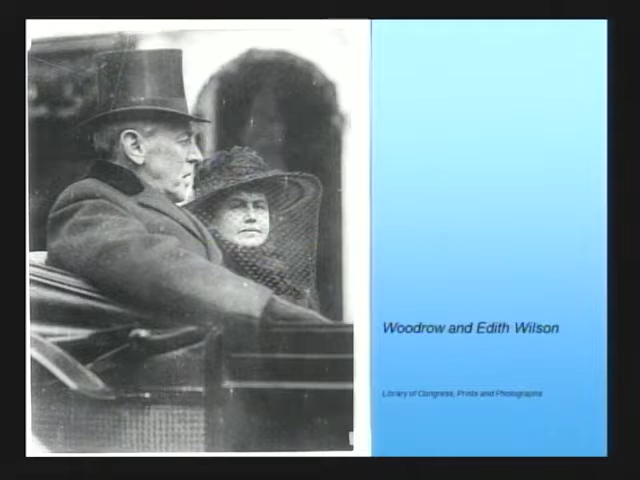 Woodrow and Edith Wilson
Library of Congress, Prints and Photographs